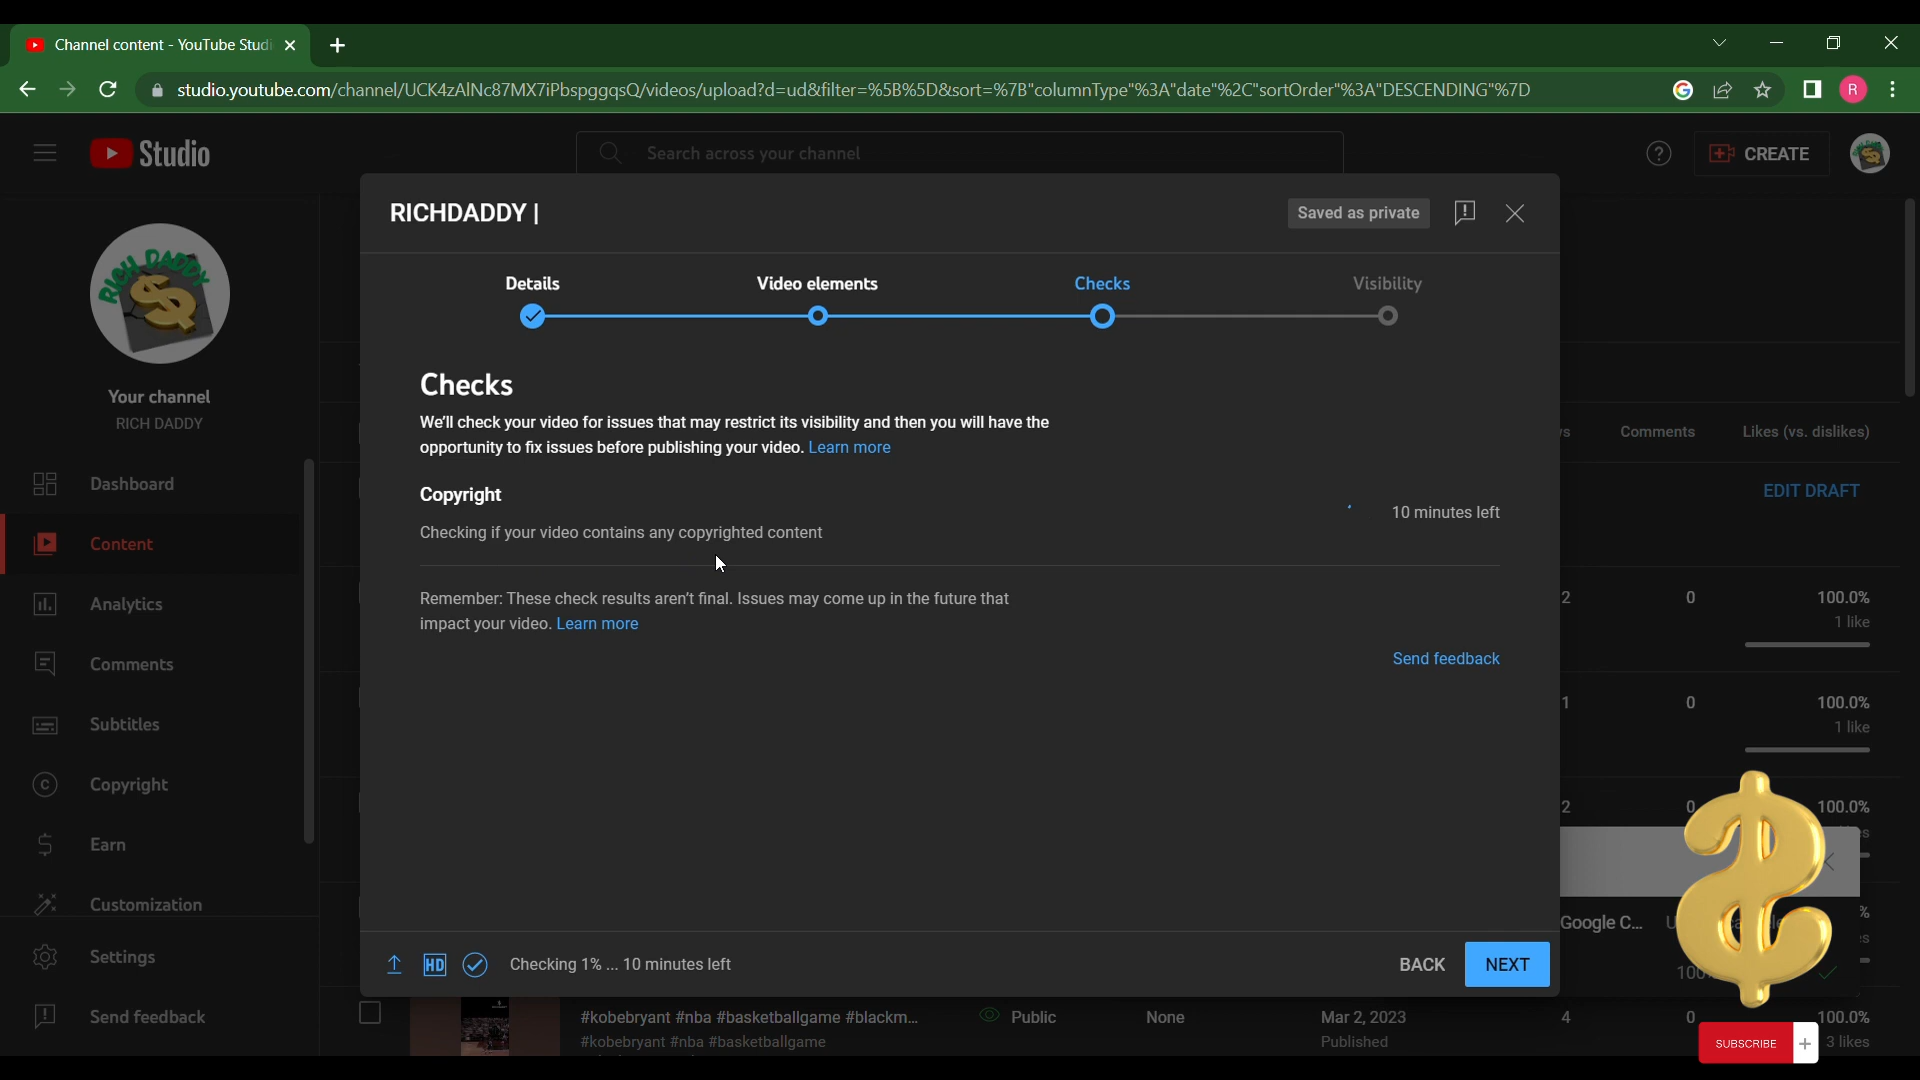 Channel content - YouTube Studi
studio.youtube.com/channel/UCK4zAlNc87MX7iPbspggqsQ/videos/upload?d=ud&filter=%5B%5D&sort=%7B"columnType"%3A"date"%2C"sortOrder"%3A"DESCENDING"%7D
R
Studio
Search across your channel
CREATE
RICHDADDY |
Saved as private
RICH DADDY
Your channel
RICH DADDY
Dashboard
Content
Analytics
Comments
Subtitles
Copyright
Earn
Customization
Settings
Send feedback
Details
Video elements
Checks
Visibility
Checks
We'll check your video for issues that may restrict its visibility and then you will have the
opportunity to fix issues before publishing your video. Learn more
Copyright
Checking if your video contains any copyrighted content
10 minutes left
Remember: These check results aren't final. Issues may come up in the future that
impact your video. Learn more
Send feedback
HD
Checking 1% ... 10 minutes left
BACK
NEXT
Comments
Likes (vs. dislikes)
EDIT DRAFT
2 0 100.0%
1 like
1 0 100.0%
1 like
2 0 100.0%
Google C...
#kobebryant #nba #basketballgame #blackm...
Public
None
Mar 2, 2023
4 0 100.0%
#kobebryant #nba #basketballgame
Published
3 likes
SUBSCRIBE